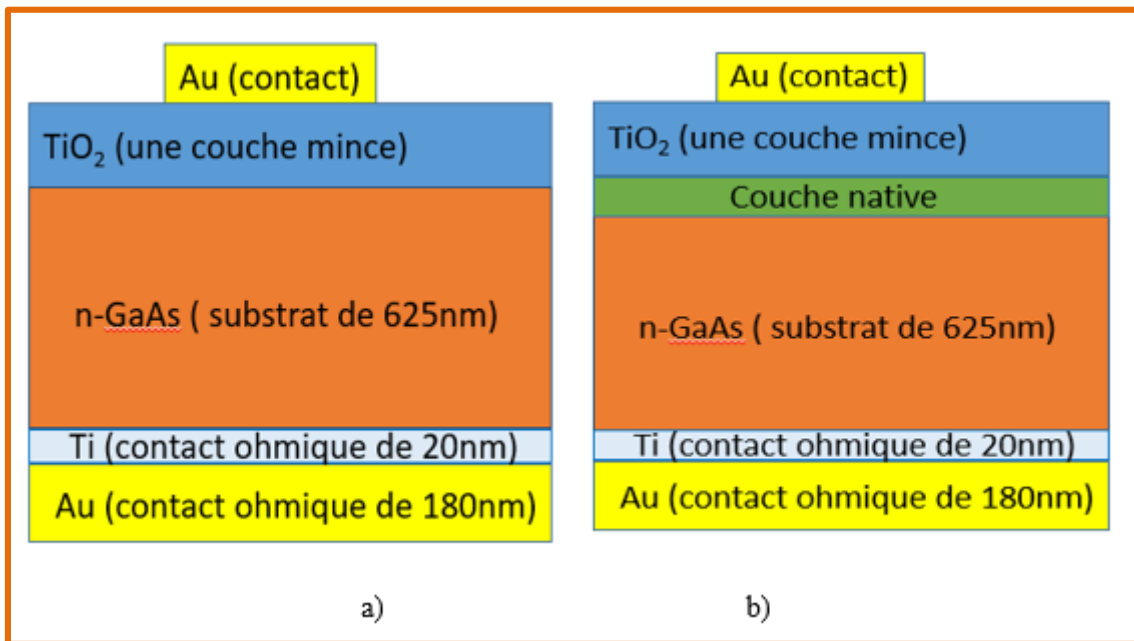 Au (contact)
TiO₂ (une couche mince)
n-GaAs ( substrat de 625nm)
Ti (contact ohmique de 20nm)
Au (contact ohmique de 180nm)
a)
Au (contact)
TiO₂ (une couche mince)
Couche native
n-GaAs ( substrat de 625nm)
Ti (contact ohmique de 20nm)
Au (contact ohmique de 180nm)
b)